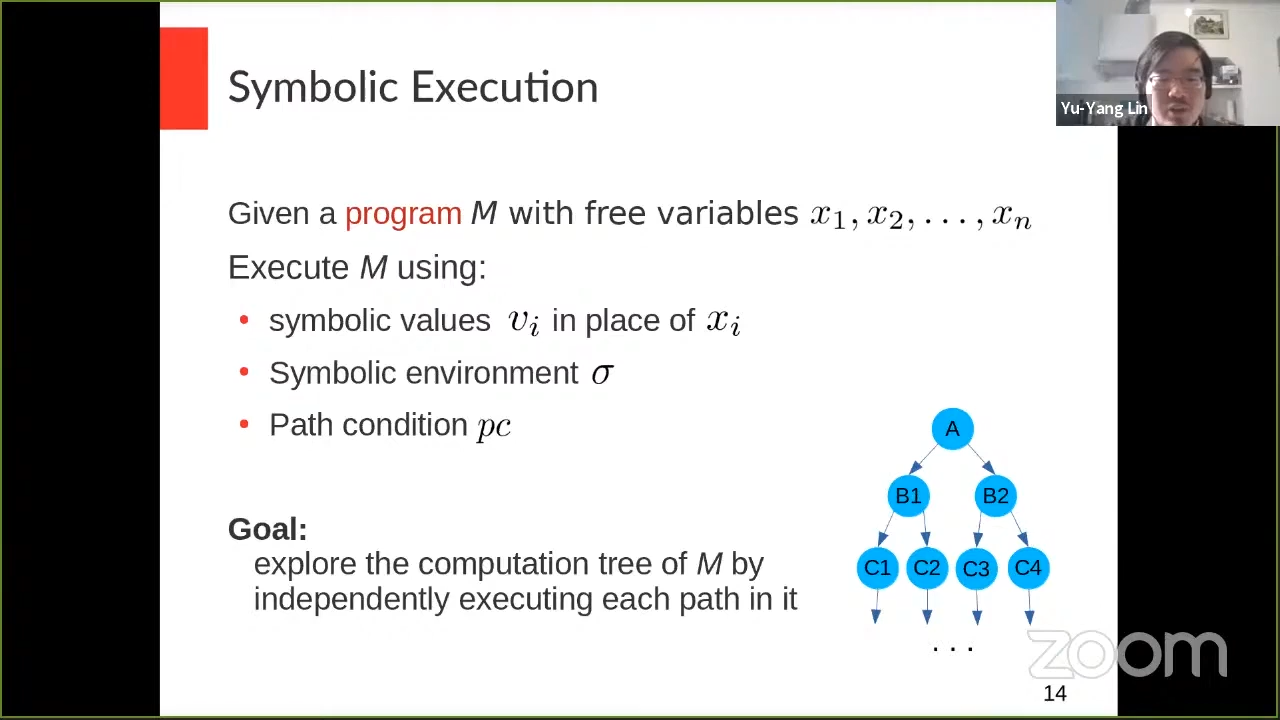 Symbolic Execution
Yu-Yang Lin
Given a program M with free variables x₁, x₂, . . . , xₙ
Execute M using:
• symbolic values vᵢ in place of xᵢ
• Symbolic environment σ
• Path condition pc
Goal:
explore the computation tree of M by
independently executing each path in it
A
B1 B2
C1 C2 C3 C4
. . .
zoom
14